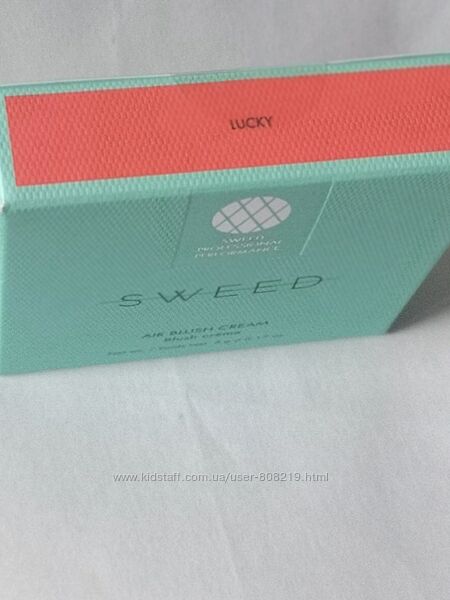 LUCKY
SWEED
PROFESSIONAL
PERFORMANCE
SWEED
AIR BLUSH CREAM
Blush crème
www.kidstaff.com.ua/user-808219.html